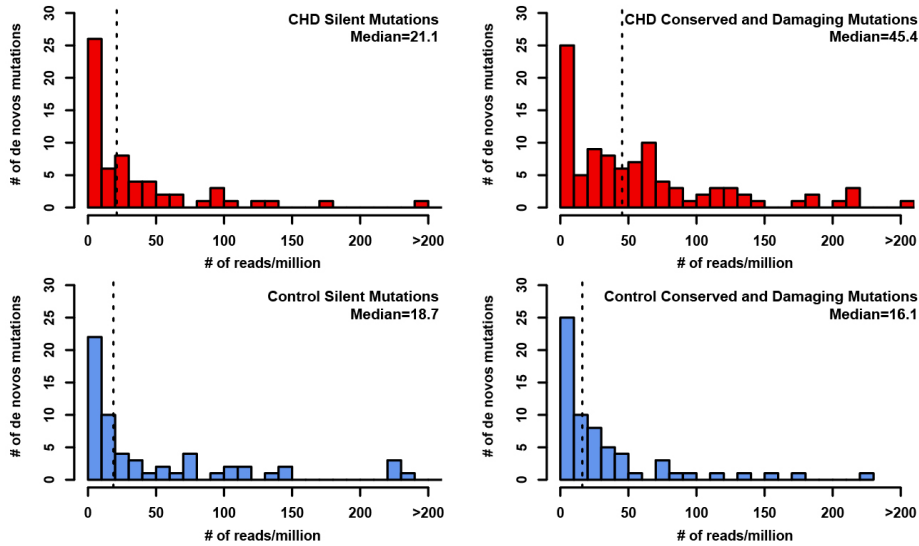 CHD Silent Mutations
Median=21.1
# of de novos mutations
0 5 10 15 20 25 30
0 50 100 150 200 >200
# of reads/million
CHD Conserved and Damaging Mutations
Median=45.4
# of de novos mutations
0 5 10 15 20 25 30
0 50 100 150 200 >200
# of reads/million
Control Silent Mutations
Median=18.7
# of de novos mutations
0 5 10 15 20 25 30
0 50 100 150 200 >200
# of reads/million
Control Conserved and Damaging Mutations
Median=16.1
# of de novos mutations
0 5 10 15 20 25 30
0 50 100 150 200 >200
# of reads/million